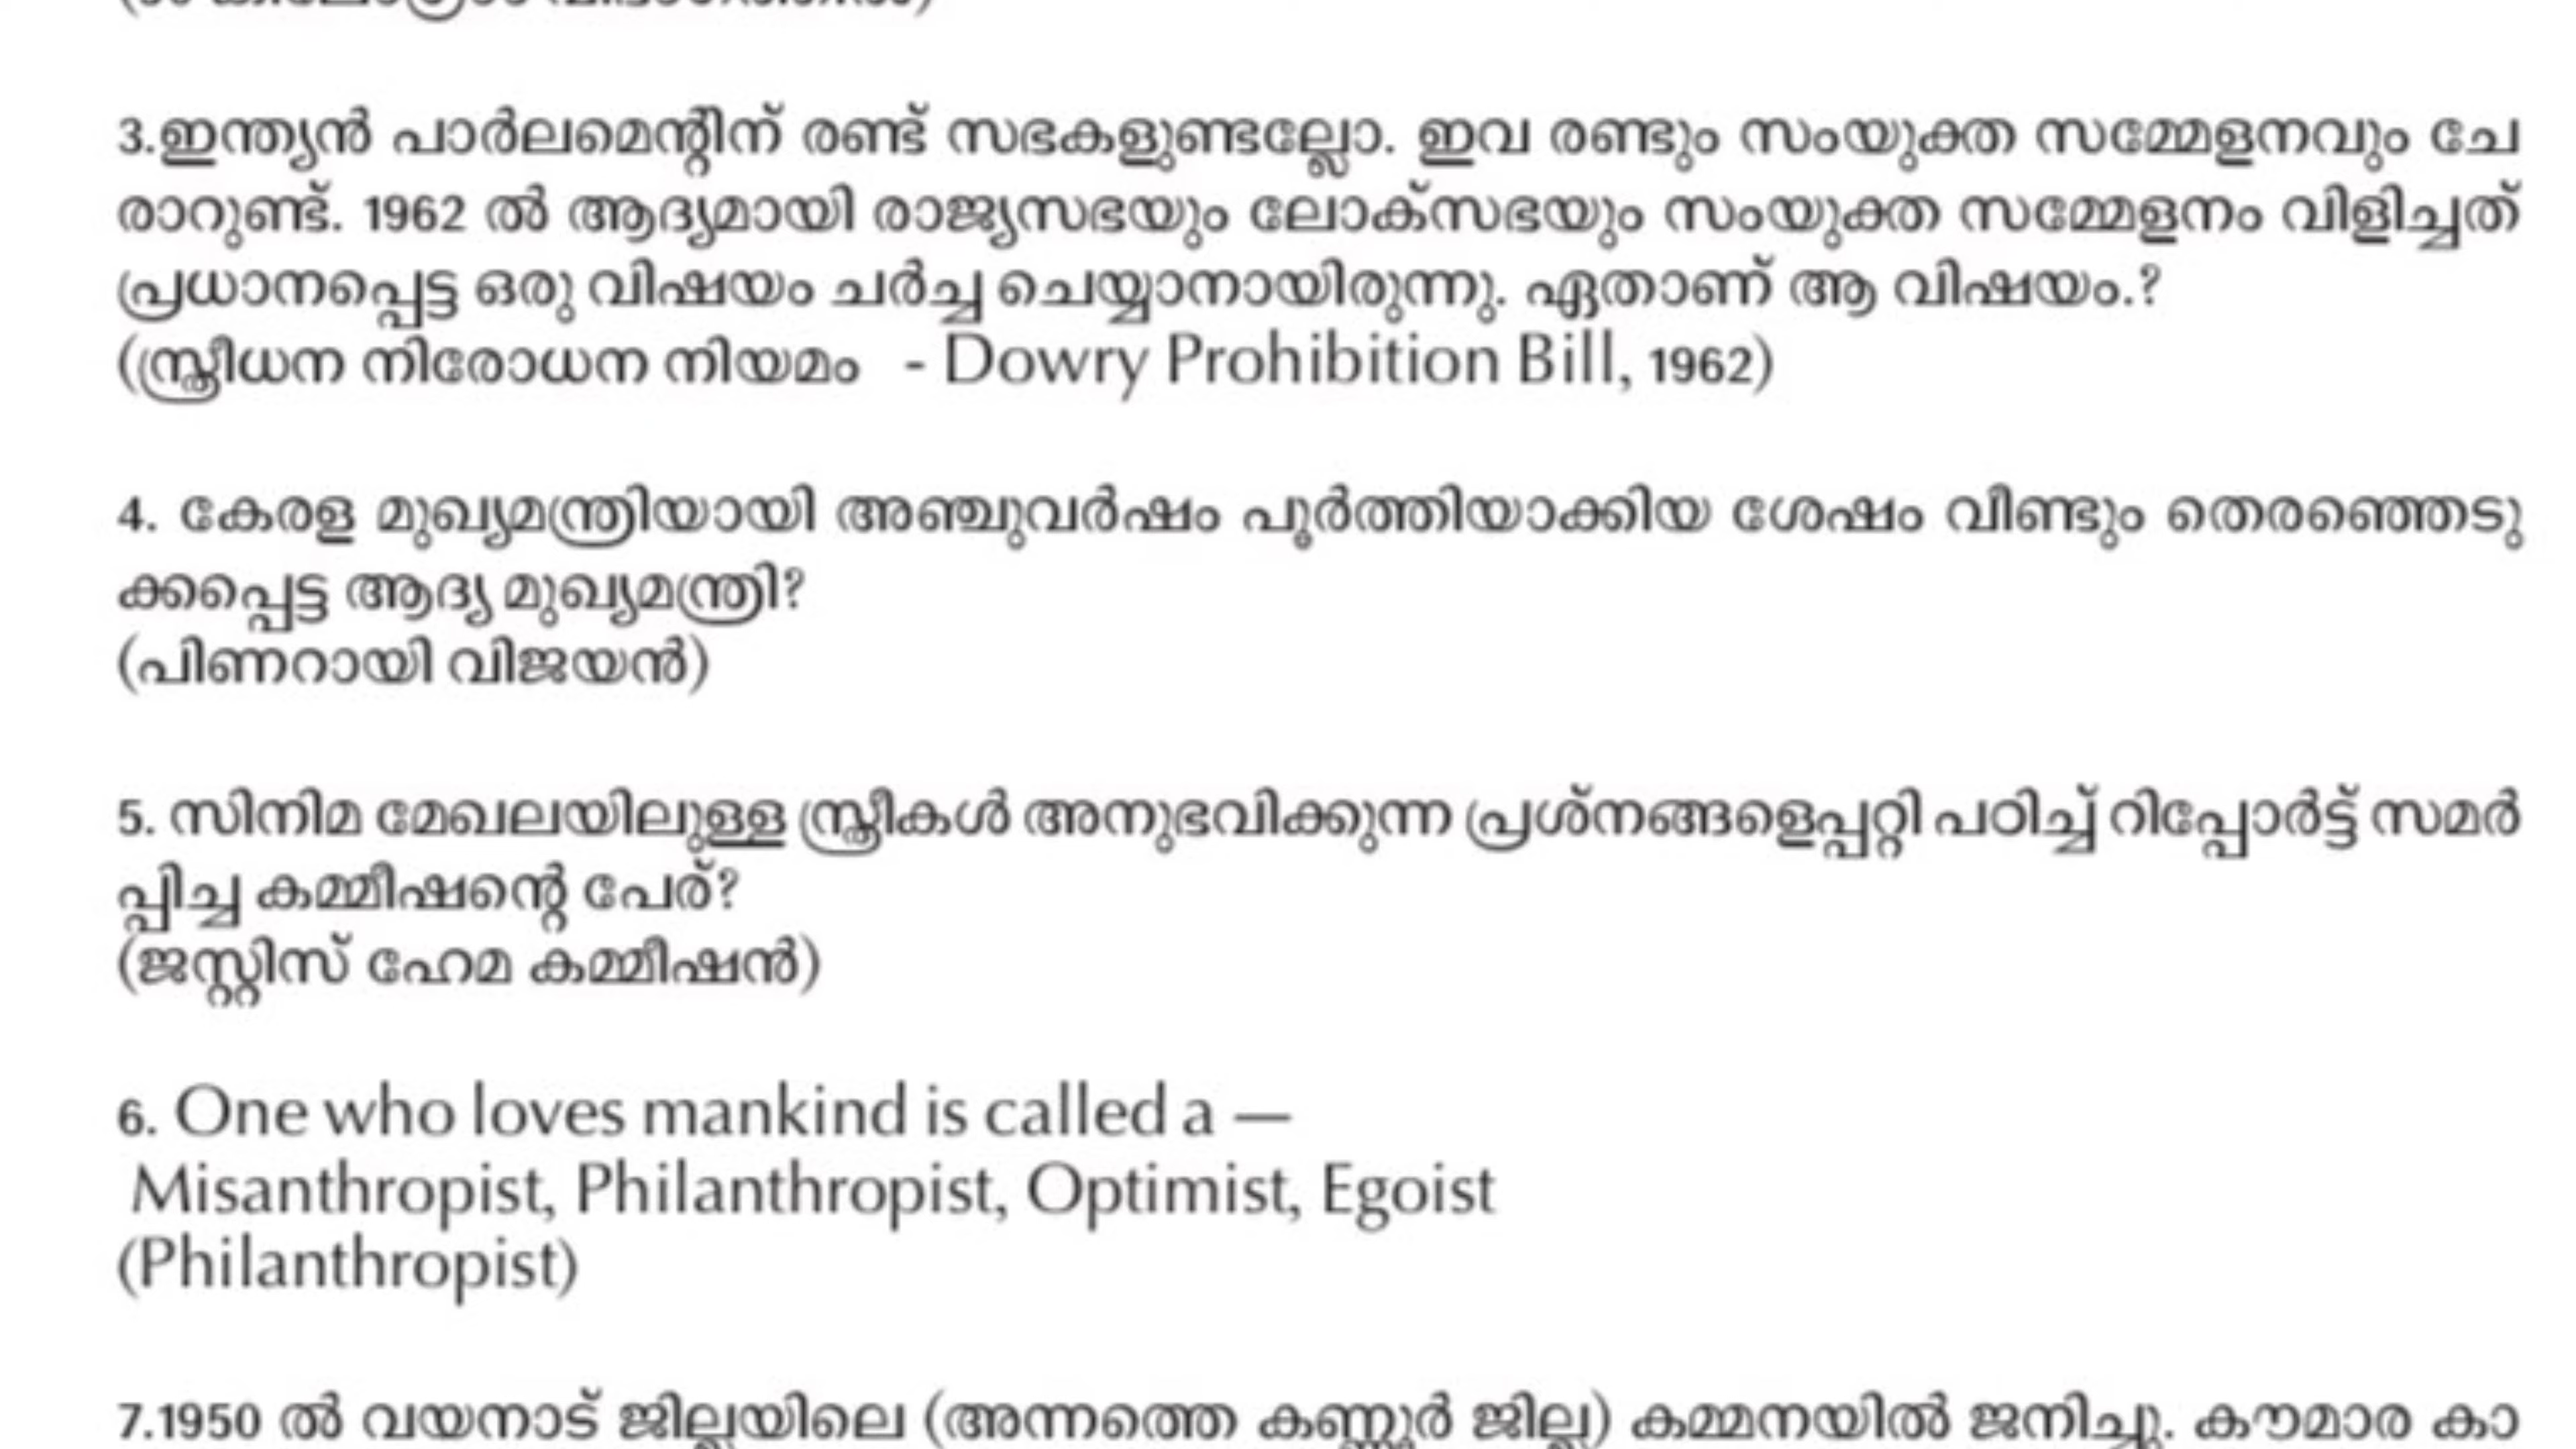 3.ഇന്ത്യൻ പാർലമെന്റിന് രണ്ട് സഭകളുണ്ടല്ലോ. ഇവ രണ്ടും സംയുക്ത സമ്മേളനവും ചേ
രാറുണ്ട്. 1962 ൽ ആദ്യമായി രാജ്യസഭയും ലോക്സഭയും സംയുക്ത സമ്മേളനം വിളിച്ചത്
പ്രധാനപ്പെട്ട ഒരു വിഷയം ചർച്ച ചെയ്യാനായിരുന്നു. ഏതാണ് ആ വിഷയം.?
(സ്ത്രീധന നിരോധന നിയമം - Dowry Prohibition Bill, 1962)
4. കേരള മുഖ്യമന്ത്രിയായി അഞ്ചുവർഷം പൂർത്തിയാക്കിയ ശേഷം വീണ്ടും തെരഞ്ഞെടു
ക്കപ്പെട്ട ആദ്യ മുഖ്യമന്ത്രി?
(പിണറായി വിജയൻ)
5. സിനിമ മേഖലയിലുള്ള സ്ത്രീകൾ അനുഭവിക്കുന്ന പ്രശ്നങ്ങളെപ്പറ്റി പഠിച്ച് റിപ്പോർട്ട് സമർ
പ്പിച്ച കമ്മീഷന്റെ പേര്?
(ജസ്റ്റിസ് ഹേമ കമ്മീഷൻ)
6. One who loves mankind is called a —
Misanthropist, Philanthropist, Optimist, Egoist
(Philanthropist)
7.1950 ൽ വയനാട് ജില്ലയിലെ (അന്നത്തെ കണ്ണൂർ ജില്ല) കമ്മനയിൽ ജനിച്ചു. കൗമാര കാ